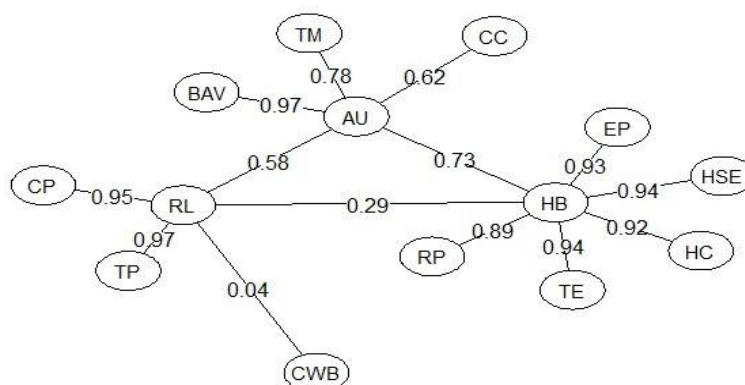 TM
CC
0.78
0.62
BAV
0.97
AU
EP
0.58
0.73
0.93
HSE
CP
0.95
0.94
RL
0.29
HB
0.97
0.89
0.92
RP
0.94
HC
TP
TE
0.04
CWB